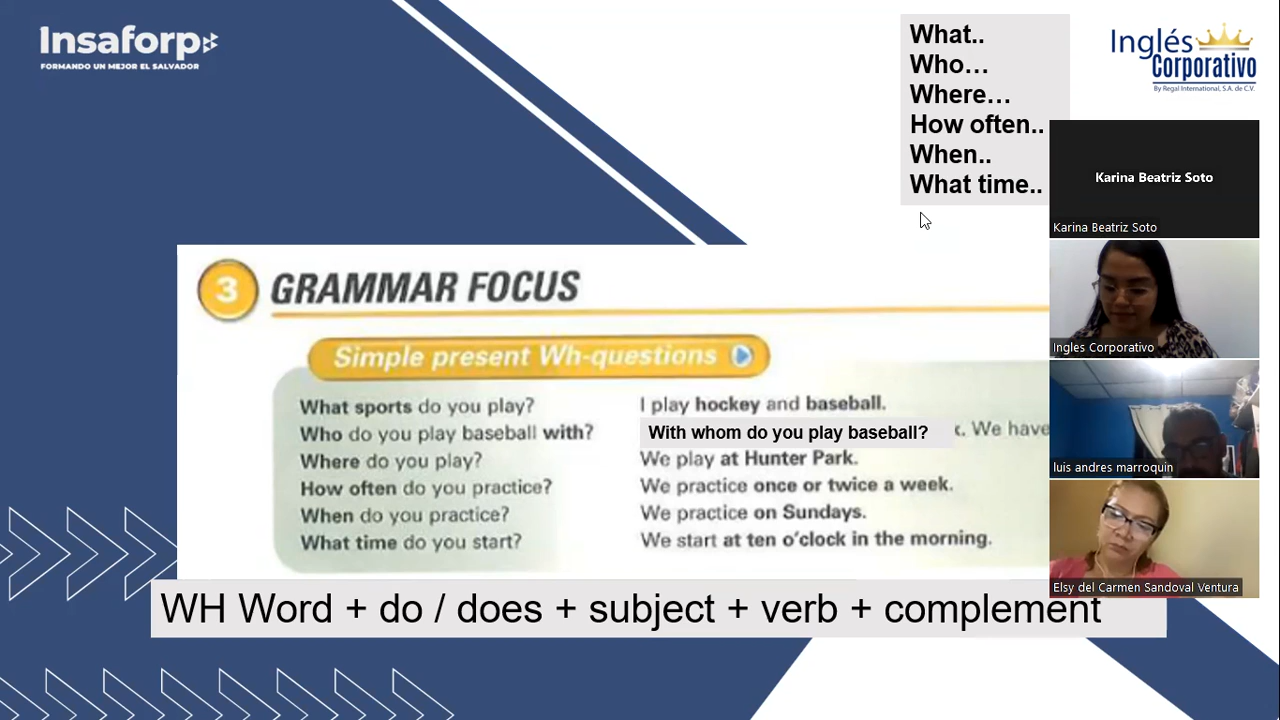 Insaforp
FORMANDO UN MEJOR EL SALVADOR
What..
Who…
Where…
How often..
When..
What time..
Inglés
Corporativo
By Regal International, S.A. de C.V.
Karina Beatriz Soto
Karina Beatriz Soto
Ingles Corporativo
luis andres marroquin
Elsy del Carmen Sandoval Ventura
3 GRAMMAR FOCUS
Simple present Wh-questions
What sports do you play? I play hockey and baseball.
Who do you play baseball with? With whom do you play baseball? We have
Where do you play? We play at Hunter Park.
How often do you practice? We practice once or twice a week.
When do you practice? We practice on Sundays.
What time do you start? We start at ten o'clock in the morning.
WH Word + do / does + subject + verb + complement